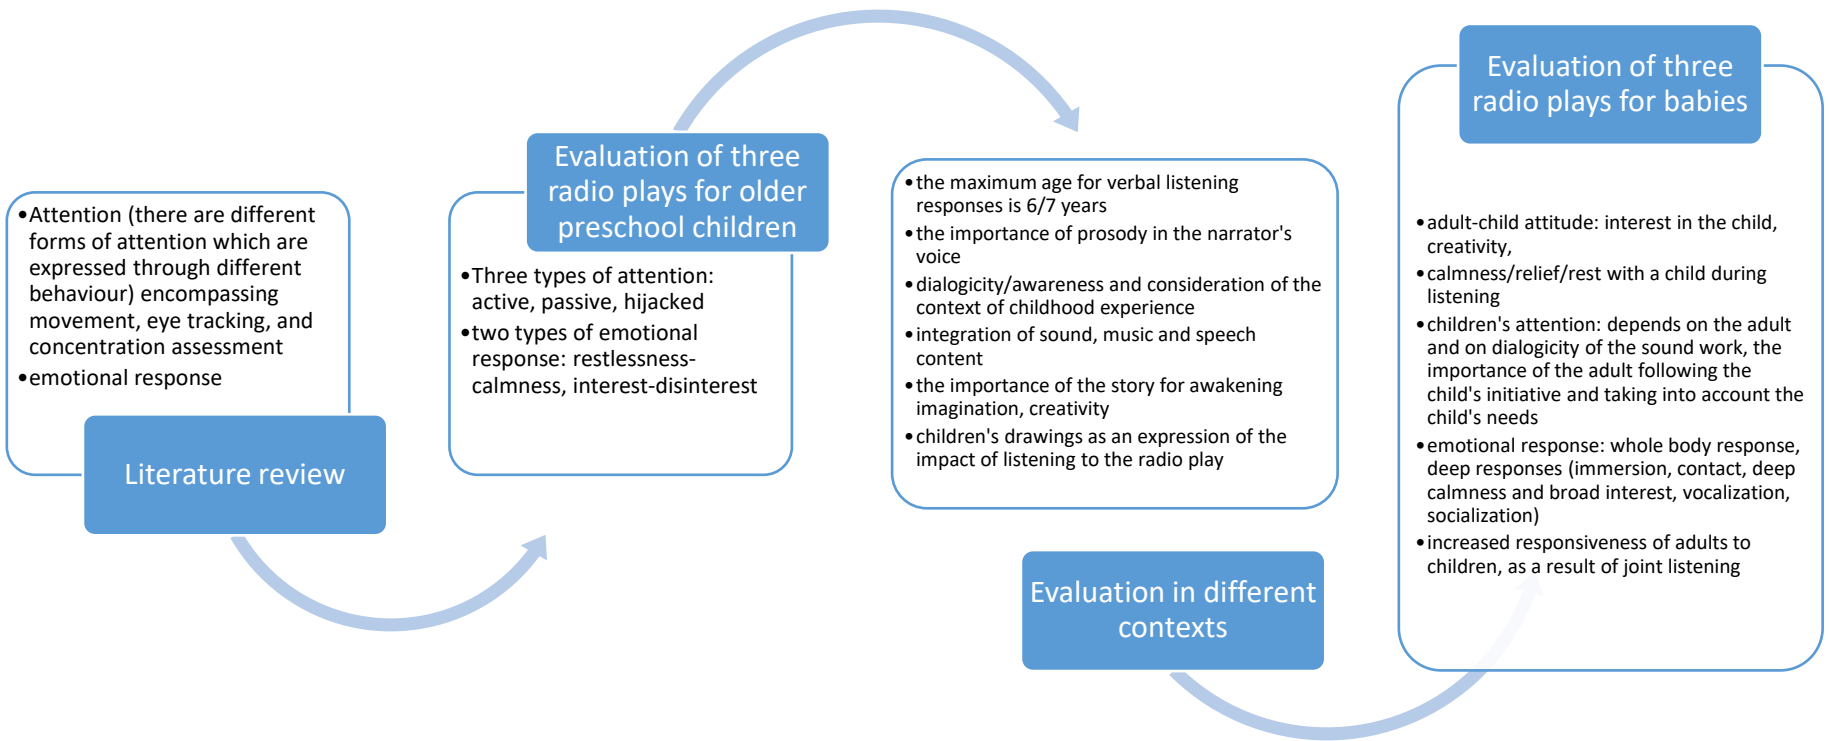 •Attention (there are different
forms of attention which are
expressed through different
behaviour) encompassing
movement, eye tracking, and
concentration assessment
•emotional response
Literature review
Evaluation of three
radio plays for older
preschool children
•Three types of attention:
active, passive, hijacked
•two types of emotional
response: restlessness-
calmness, interest-disinterest
•the maximum age for verbal listening
responses is 6/7 years
•the importance of prosody in the narrator's
voice
•dialogicity/awareness and consideration of the
context of childhood experience
•integration of sound, music and speech
content
•the importance of the story for awakening
imagination, creativity
•children's drawings as an expression of the
impact of listening to the radio play
Evaluation in different
contexts
Evaluation of three
radio plays for babies
•adult-child attitude: interest in the child,
creativity,
•calmness/relief/rest with a child during
listening
•children's attention: depends on the adult
and on dialogicity of the sound work, the
importance of the adult following the
child's initiative and taking into account the
child's needs
•emotional response: whole body response,
deep responses (immersion, contact, deep
calmness and broad interest, vocalization,
socialization)
•increased responsiveness of adults to
children, as a result of joint listening